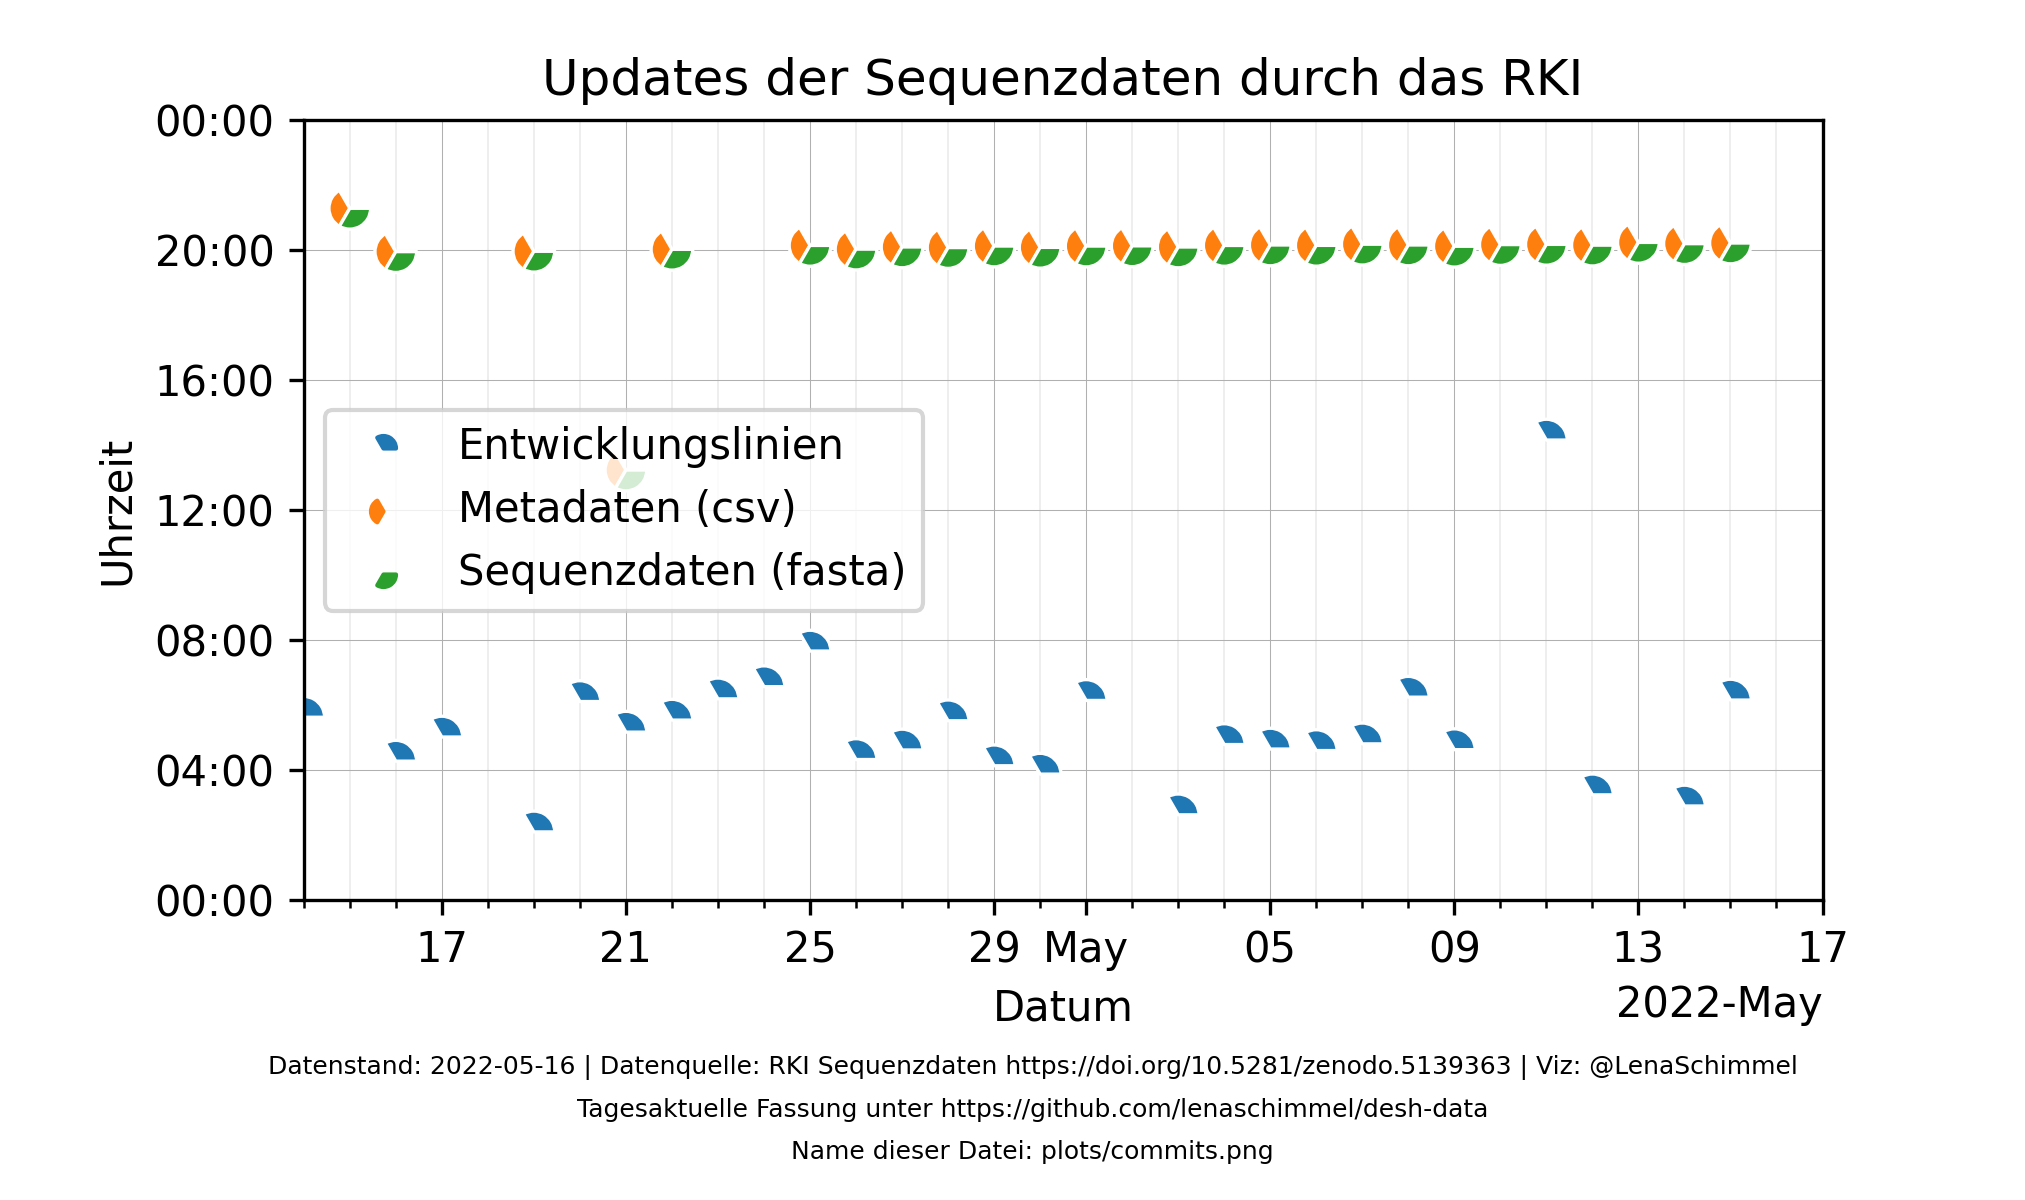 Updates der Sequenzdaten durch das RKI
00:00
20:00
16:00
12:00
08:00
04:00
00:00
Uhrzeit
Entwicklungslinien
Metadaten (csv)
Sequenzdaten (fasta)
17 21 25 29 May 05 09 13 17
Datum
2022-May
Datenstand: 2022-05-16 | Datenquelle: RKI Sequenzdaten https://doi.org/10.5281/zenodo.5139363 | Viz: @LenaSchimmel
Tagesaktuelle Fassung unter https://github.com/lenaschimmel/desh-data
Name dieser Datei: plots/commits.png